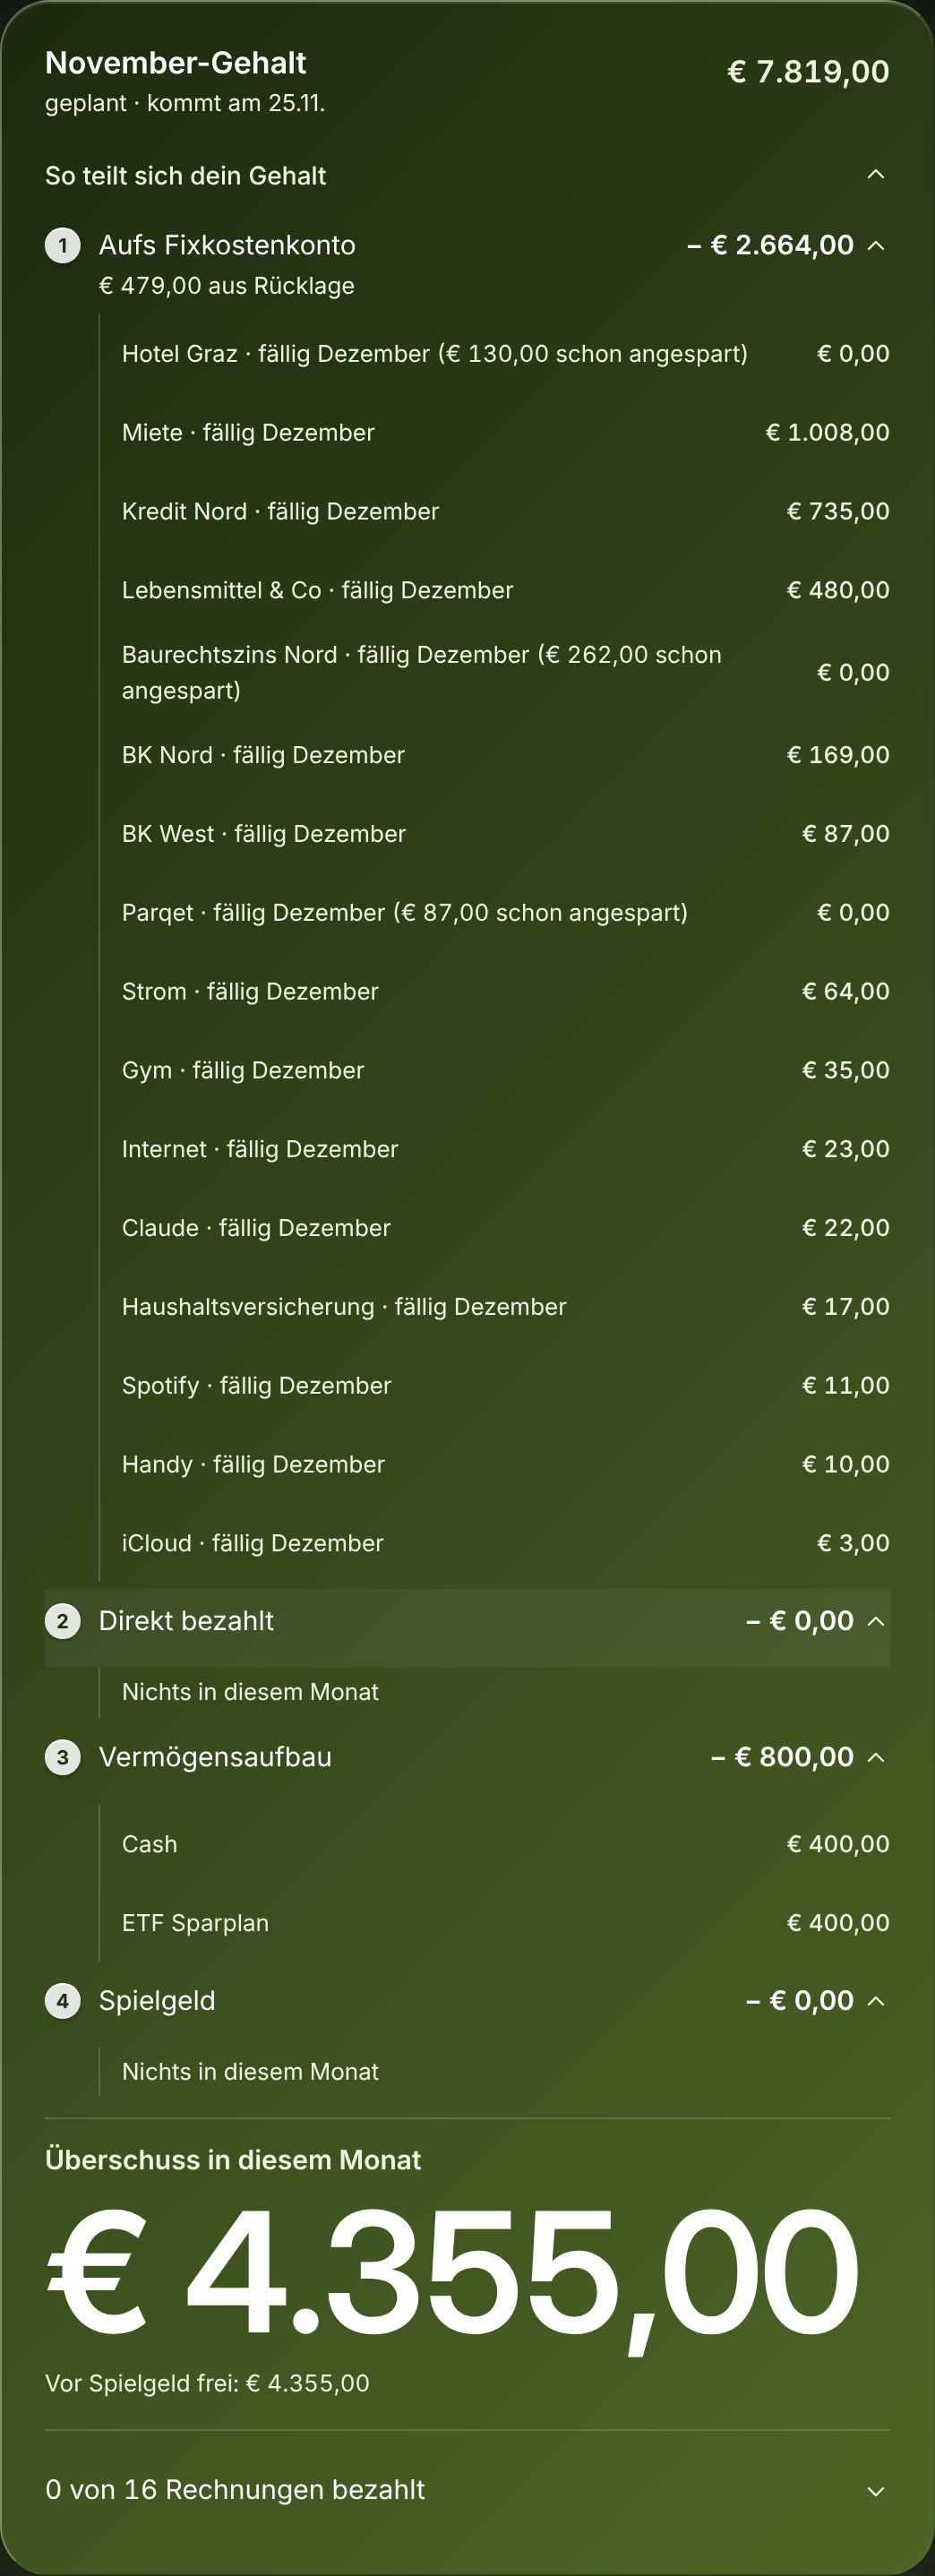 November-Gehalt
€ 7.819,00
geplant · kommt am 25.11.
So teilt sich dein Gehalt
1 Aufs Fixkostenkonto – € 2.664,00
€ 479,00 aus Rücklage
Hotel Graz · fällig Dezember (€ 130,00 schon angespart) € 0,00
Miete · fällig Dezember € 1.008,00
Kredit Nord · fällig Dezember € 735,00
Lebensmittel & Co · fällig Dezember € 480,00
Baurechtszins Nord · fällig Dezember (€ 262,00 schon
angespart) € 0,00
BK Nord · fällig Dezember € 169,00
BK West · fällig Dezember € 87,00
Parqet · fällig Dezember (€ 87,00 schon angespart) € 0,00
Strom · fällig Dezember € 64,00
Gym · fällig Dezember € 35,00
Internet · fällig Dezember € 23,00
Claude · fällig Dezember € 22,00
Haushaltsversicherung · fällig Dezember € 17,00
Spotify · fällig Dezember € 11,00
Handy · fällig Dezember € 10,00
iCloud · fällig Dezember € 3,00
2 Direkt bezahlt – € 0,00
Nichts in diesem Monat
3 Vermögensaufbau – € 800,00
Cash € 400,00
ETF Sparplan € 400,00
4 Spielgeld – € 0,00
Nichts in diesem Monat
Überschuss in diesem Monat
€ 4.355,00
Vor Spielgeld frei: € 4.355,00
0 von 16 Rechnungen bezahlt